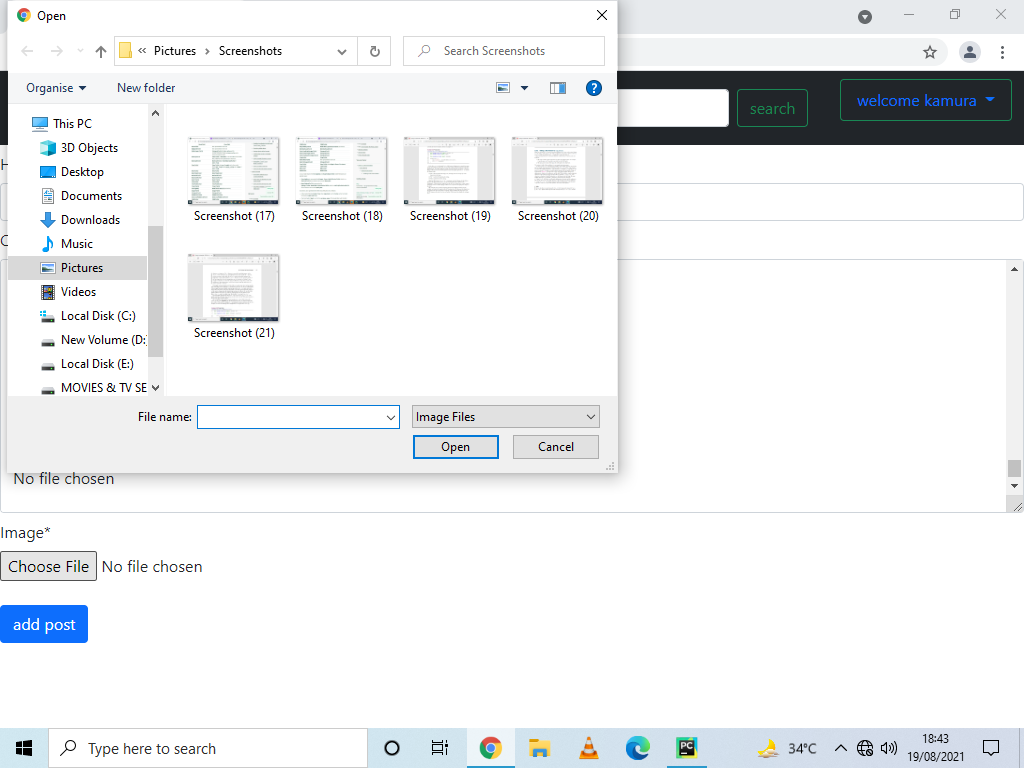 Open
« Pictures › Screenshots
Search Screenshots
Organise
New folder
This PC
3D Objects
Desktop
Documents
Downloads
Music
Pictures
Videos
Local Disk (C:)
New Volume (D:
Local Disk (E:)
MOVIES & TV SE
Screenshot (17)
Screenshot (18)
Screenshot (19)
Screenshot (20)
Screenshot (21)
File name:
Image Files
Open
Cancel
search
welcome kamura
No file chosen
Image*
Choose File No file chosen
add post
Type here to search
PC
34°C
18:43
19/08/2021